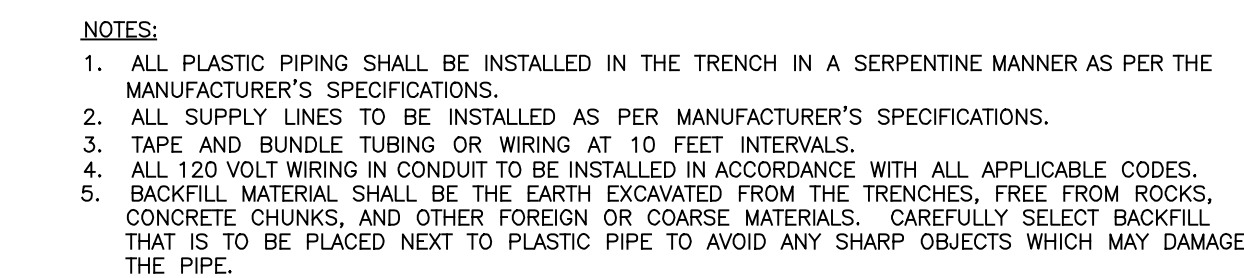 NOTES:
1. ALL PLASTIC PIPING SHALL BE INSTALLED IN THE TRENCH IN A SERPENTINE MANNER AS PER THE
MANUFACTURER'S SPECIFICATIONS.
2. ALL SUPPLY LINES TO BE INSTALLED AS PER MANUFACTURER'S SPECIFICATIONS.
3. TAPE AND BUNDLE TUBING OR WIRING AT 10 FEET INTERVALS.
4. ALL 120 VOLT WIRING IN CONDUIT TO BE INSTALLED IN ACCORDANCE WITH ALL APPLICABLE CODES.
5. BACKFILL MATERIAL SHALL BE THE EARTH EXCAVATED FROM THE TRENCHES, FREE FROM ROCKS,
CONCRETE CHUNKS, AND OTHER FOREIGN OR COARSE MATERIALS. CAREFULLY SELECT BACKFILL
THAT IS TO BE PLACED NEXT TO PLASTIC PIPE TO AVOID ANY SHARP OBJECTS WHICH MAY DAMAGE
THE PIPE.